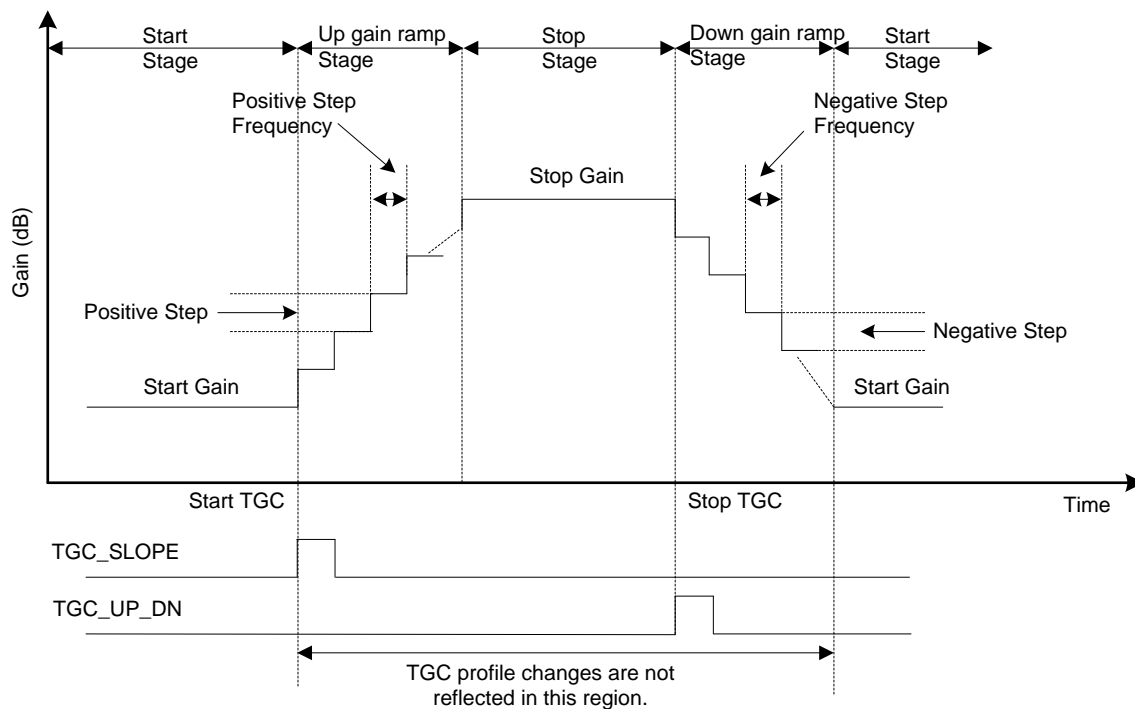 Start
Stage
Up gain ramp
Stage
Stop
Stage
Down gain ramp
Stage
Start
Stage
Positive Step
Frequency
Negative Step
Frequency
Stop Gain
Gain (dB)
Positive Step
Negative Step
Start Gain
Start Gain
Start TGC
Stop TGC
Time
TGC_SLOPE
TGC_UP_DN
TGC profile changes are not
reflected in this region.